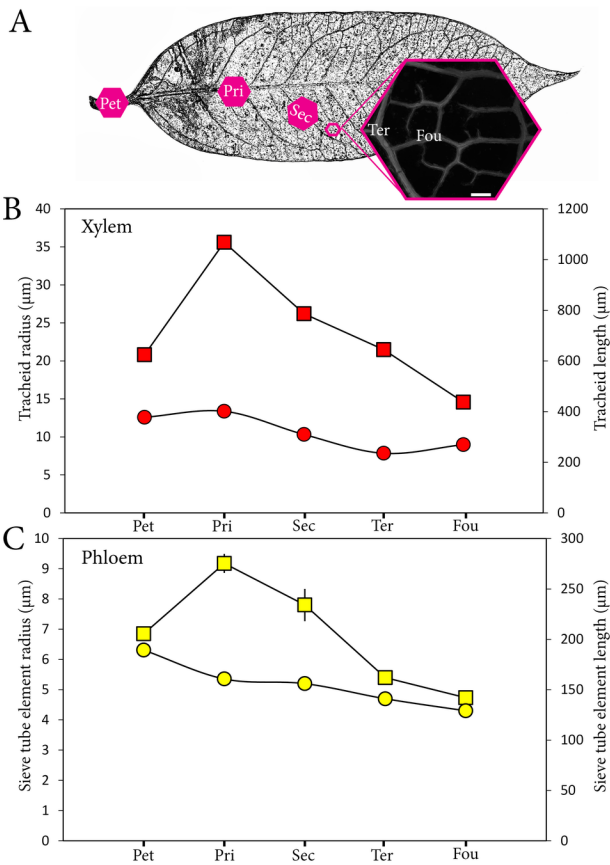 A
Pet
Pri
Sec
Ter
Fou
B
Xylem
Tracheid radius (μm)
40
35
30
25
20
15
10
5
0
Tracheid length (μm)
1200
1000
800
600
400
200
0
Pet Pri Sec Ter Fou
C
Phloem
Sieve tube element radius (μm)
10
9
8
7
6
5
4
3
2
1
0
Sieve tube element length (μm)
300
250
200
150
100
50
0
Pet Pri Sec Ter Fou